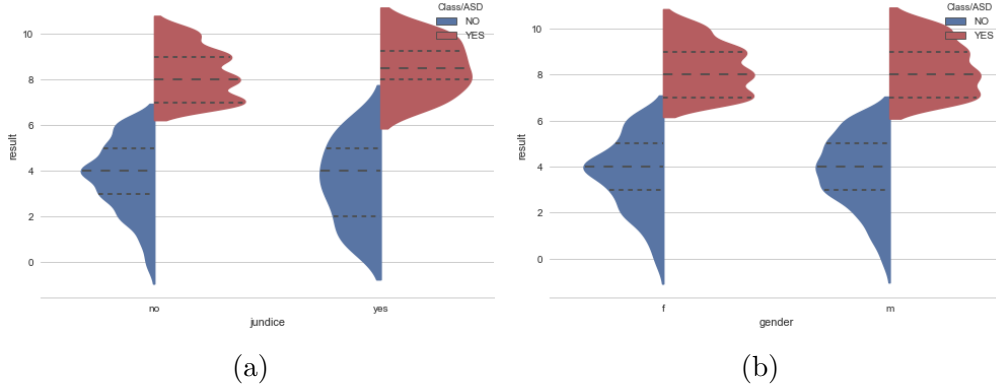 Class/ASD
NO
YES
10
8
6
4
2
0
result
no
yes
jundice
(a)
Class/ASD
NO
YES
10
8
6
4
2
0
result
f
m
gender
(b)